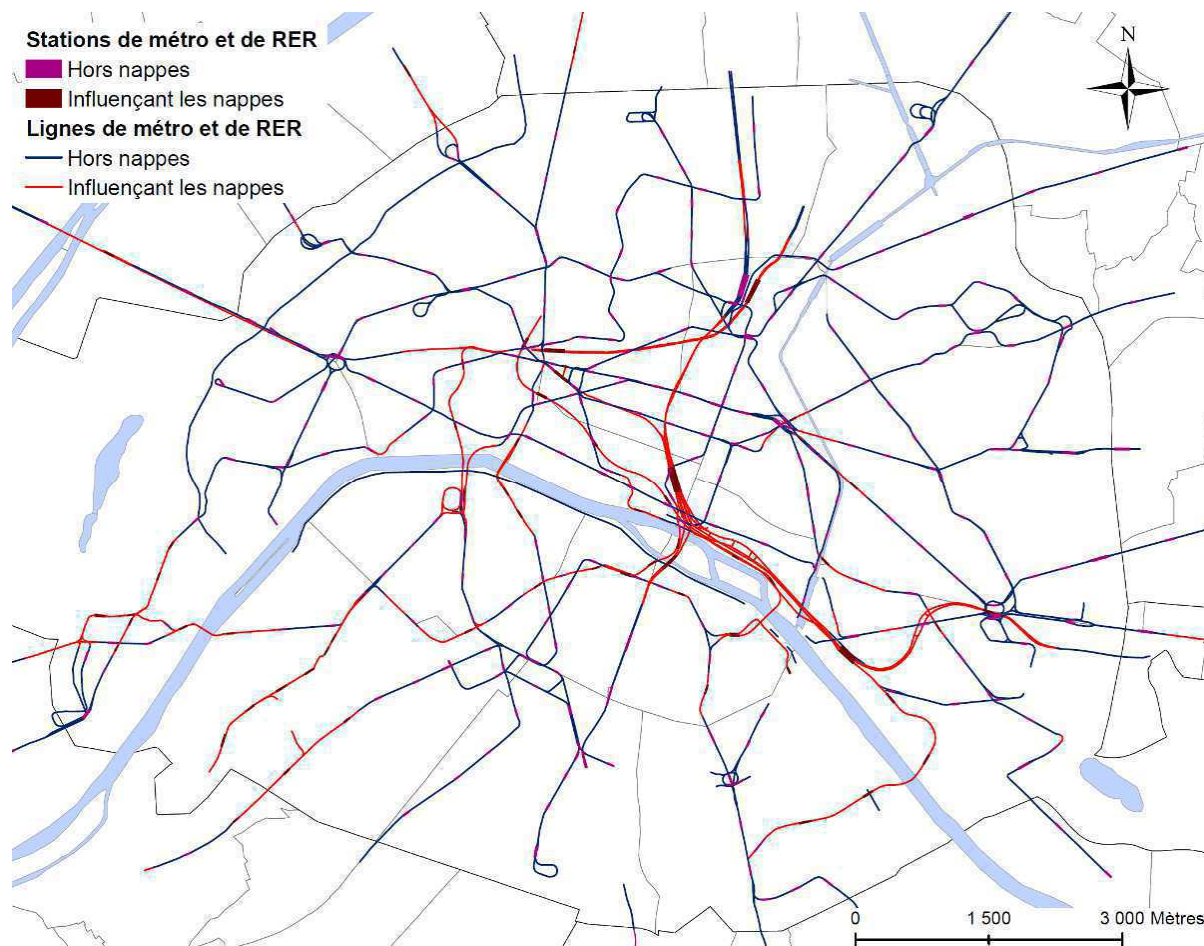 Stations de métro et de RER
Hors nappes
Influençant les nappes
Lignes de métro et de RER
Hors nappes
Influençant les nappes
N
0 1 500 3 000 Mètres